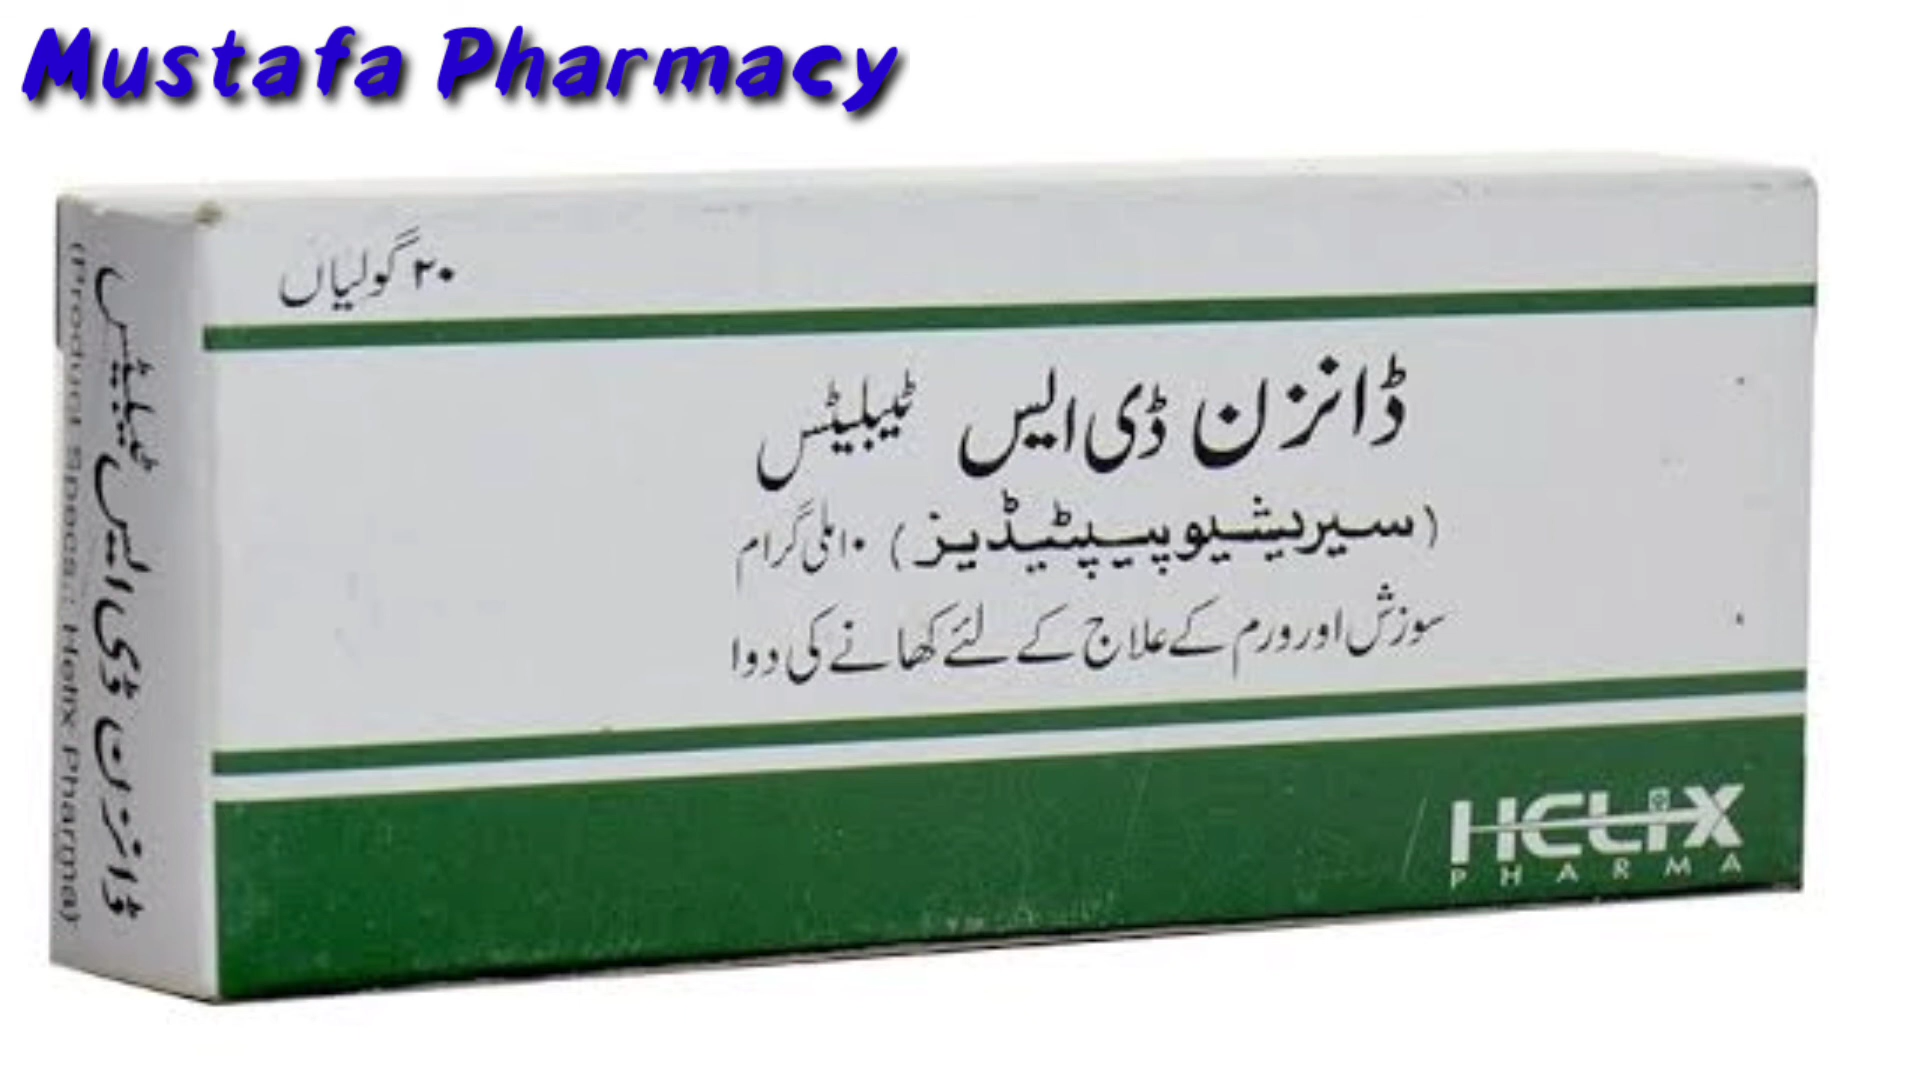 Mustafa Pharmacy
۲۰ گولیاں
ڈانزن ڈی ایس ٹیبلیٹس
(سیریشیو پیپٹیڈیز) ۱۰ ملی گرام
سوزش اور ورم کے علاج کے لئے کھانے کی دوا
HELIX
PHARMA
ڈانزن ڈی ایس ٹیبلیٹس
(Product Specs.: Helix Pharma)